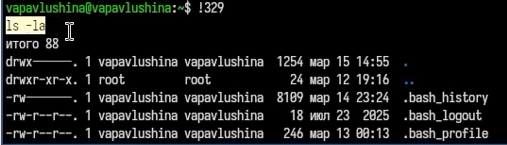 vapavlushina@vapavlushina:~$ !329
ls -la
итого 88
drwx------. 1 vapavlushina vapavlushina 1254 мар 15 14:55 .
drwxr-xr-x. 1 root root 24 мар 12 19:16 ..
-rw-------. 1 vapavlushina vapavlushina 8109 мар 14 23:24 .bash_history
-rw-r--r--. 1 vapavlushina vapavlushina 18 июл 23 2025 .bash_logout
-rw-r--r--. 1 vapavlushina vapavlushina 246 мар 13 00:13 .bash_profile